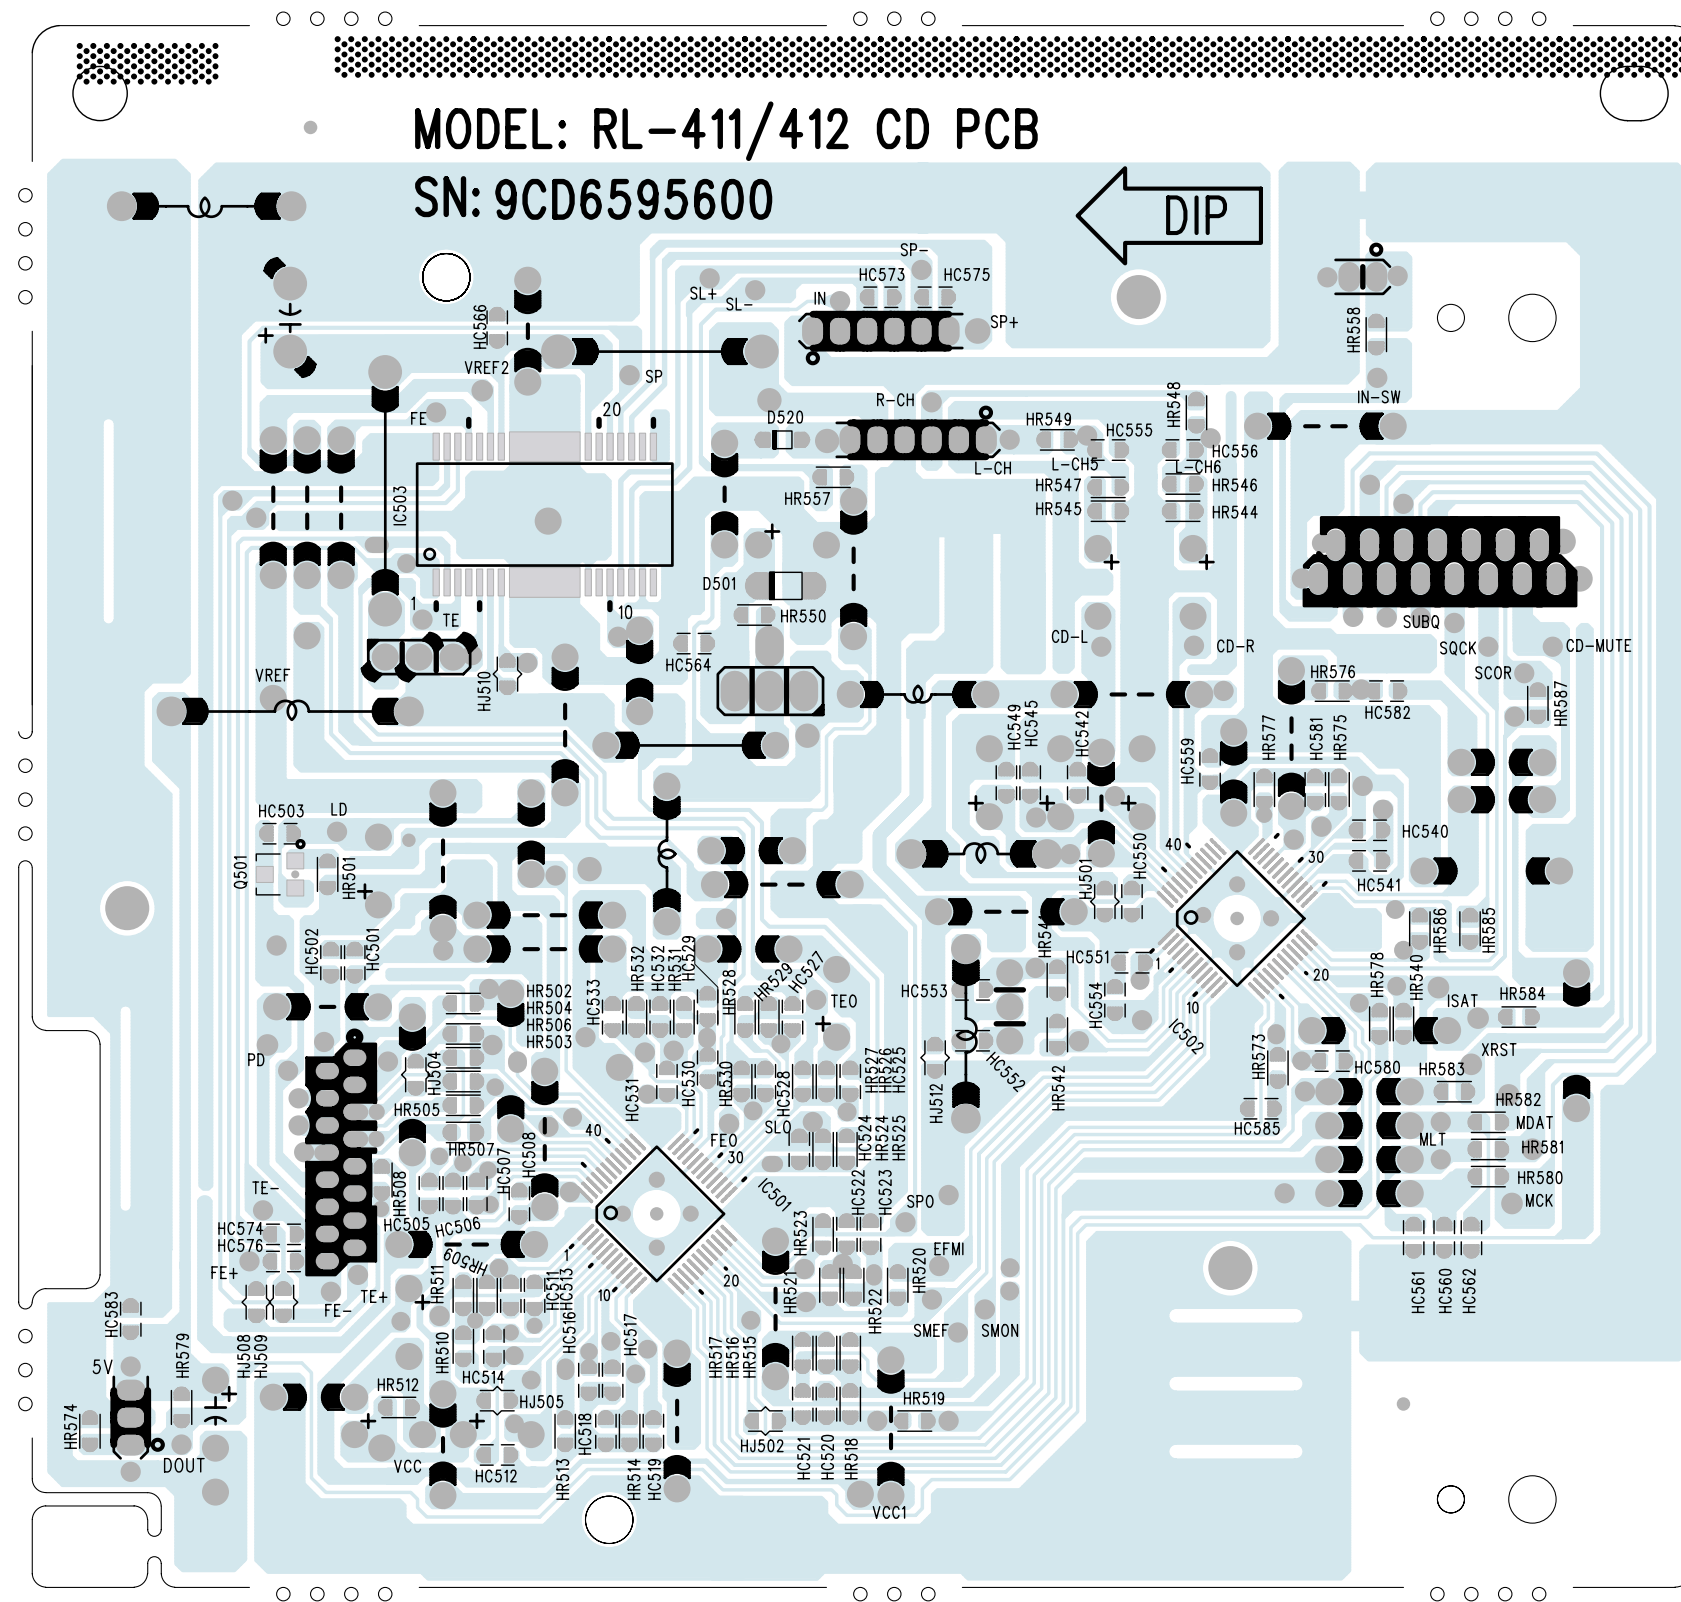 MODEL: RL-411/412 CD PCB
SN: 9CD6595600
DIP
SP-
HC573 HC575
SL+
SL-
IN
SP+
HC566
HR558
VREF2
SP
FE
20
R-CH
IN-SW
HR548
D520
HR549
HC555
HC556
L-CH
L-CH5
L-CH6
HR557
HR547
HR546
HR545
HR544
IC503
D501
HR550
1
TE
10
HC564
CD-L
CD-R
SUBQ
SQCK
CD-MUTE
SCOR
VREF
HJ510
HR576
HC582
HR587
HC549
HC545
HC542
HC559
HR577
HC581
HR575
HC503
LD
Q501
HR501
HC540
HC541
40
30
HJ501
HC550
HC502
HC501
HR586
HR585
HC551
1
20
10
IC502
HC533
HR532
HC532
HR531
HC529
HR528
HR529
HC527
TEO
HR502
HR504
HR506
HR503
HC553
HC554
HR578
HR540
ISAT
HR584
XRST
PD
HJ504
HR505
HR507
HC531
HC530
HR530
HC528
HR527
HR526
HC525
HJ512
HC552
HR542
HR573
HC580
HR583
HR582
HC585
MDAT
MLT
HR581
HR580
MCK
40
FEO
30
SLO
HC524
HR524
HR525
HC508
HC507
HR508
HC505
HC506
HR509
TE-
HC574
HC576
FE+
IC501
HC522
HC523
SPO
HR523
EFMI
1
20
10
HR511
HC511
HC513
HR521
HR522
HR520
HC561
HC560
HC562
TE+
FE-
HC583
HJ508
HJ509
HR579
HR510
HC516
HC517
HR517
HR516
HR515
SMEF
SMON
5V
HC514
HR512
HJ505
HR574
DOUT
VCC
HC512
HR513
HC518
HR514
HC519
HJ502
HC521
HC520
HR518
HR519
VCC1